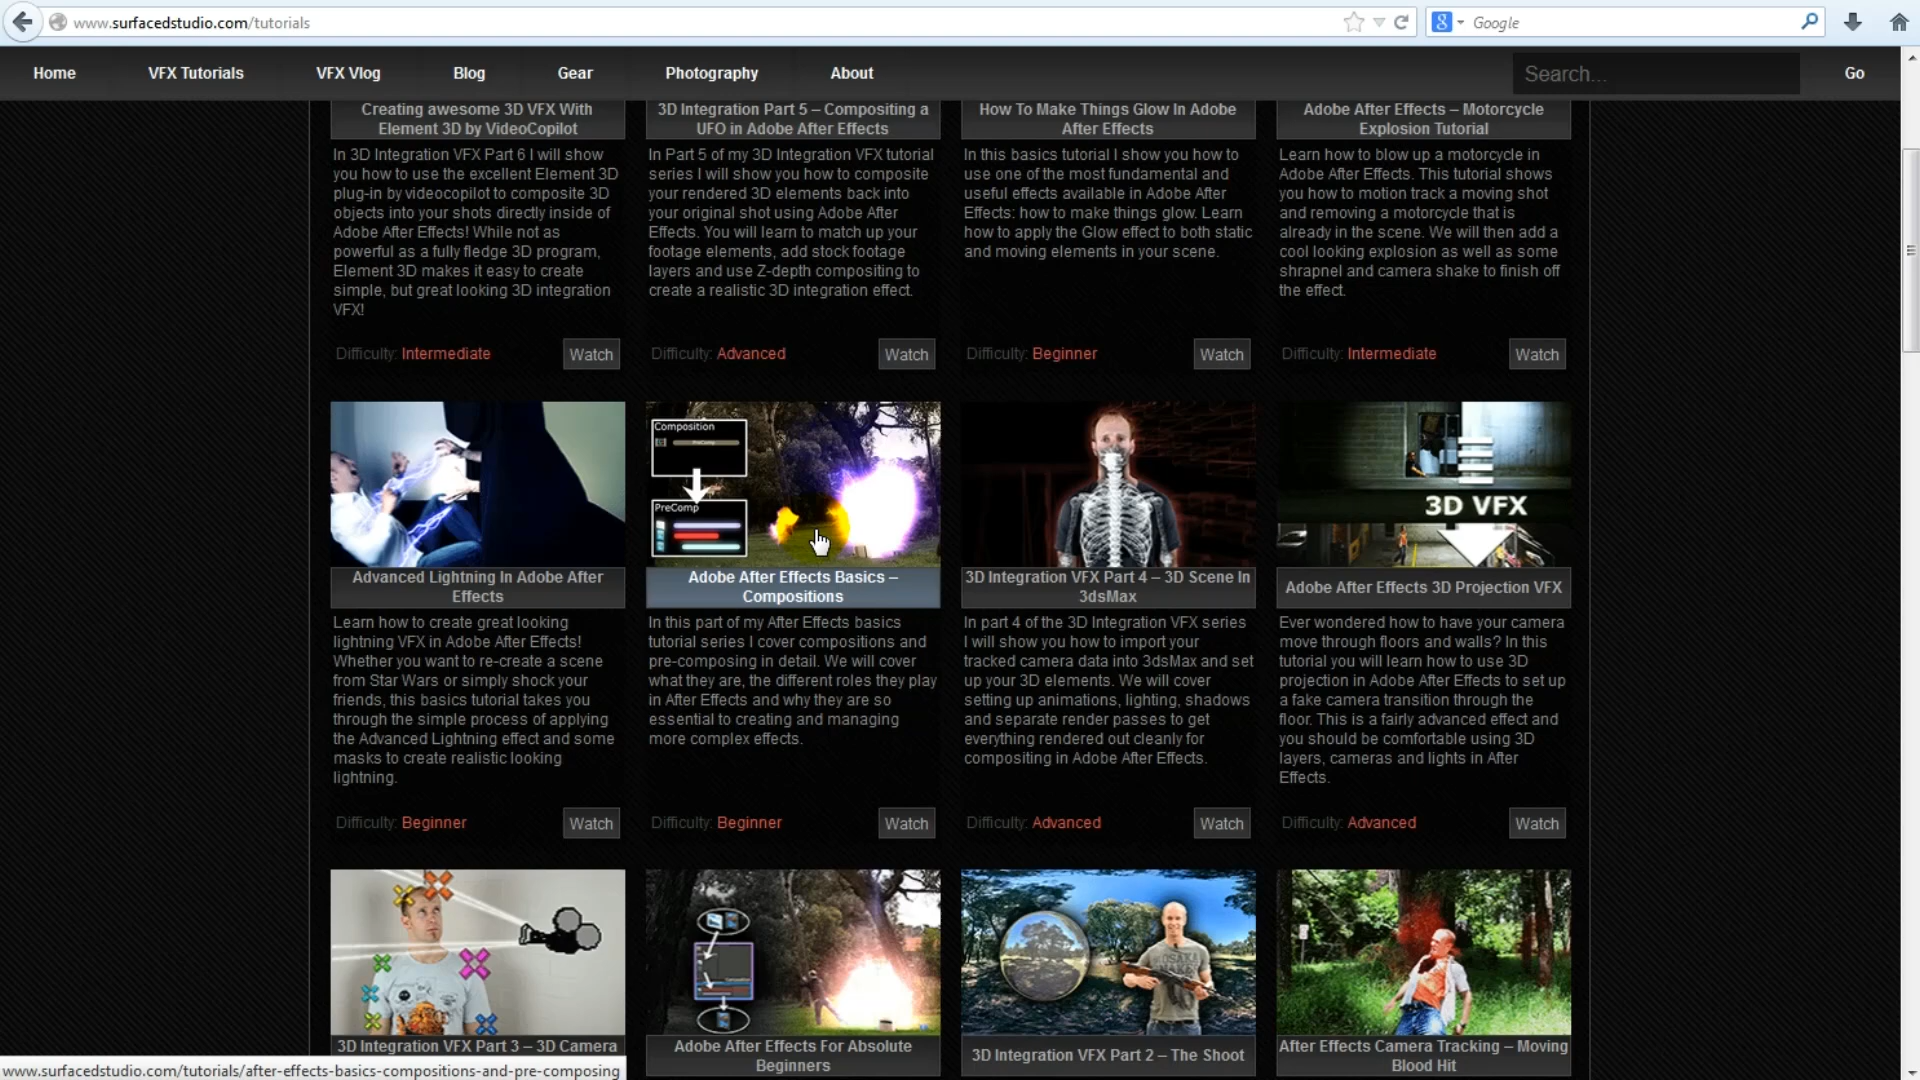 www.surfacedstudio.com/tutorials
Google
Home
VFX Tutorials
VFX Vlog
Blog
Gear
Photography
About
Search...
Go
Creating awesome 3D VFX With
Element 3D by VideoCopilot
In 3D Integration VFX Part 6 I will show
you how to use the excellent Element 3D
plug-in by videocopilot to composite 3D
objects into your shots directly inside of
Adobe After Effects! While not as
powerful as a fully fledge 3D program,
Element 3D makes it easy to create
simple, but great looking 3D integration
VFX!
Difficulty: Intermediate
Watch
3D Integration Part 5 – Compositing a
UFO in Adobe After Effects
In Part 5 of my 3D Integration VFX tutorial
series I will show you how to composite
your rendered 3D elements back into
your original shot using Adobe After
Effects. You will learn to match up your
footage elements, add stock footage
layers and use Z-depth compositing to
create a realistic 3D integration effect.
Difficulty: Advanced
Watch
How To Make Things Glow In Adobe
After Effects
In this basics tutorial I show you how to
use one of the most fundamental and
useful effects available in Adobe After
Effects: how to make things glow. Learn
how to apply the Glow effect to both static
and moving elements in your scene.
Difficulty: Beginner
Watch
Adobe After Effects – Motorcycle
Explosion Tutorial
Learn how to blow up a motorcycle in
Adobe After Effects. This tutorial shows
you how to motion track a moving shot
and removing a motorcycle that is
already in the scene. We will then add a
cool looking explosion as well as some
shrapnel and camera shake to finish off
the effect.
Difficulty: Intermediate
Watch
Advanced Lightning In Adobe After
Effects
Learn how to create great looking
lightning VFX in Adobe After Effects!
Whether you want to re-create a scene
from Star Wars or simply shock your
friends, this basics tutorial takes you
through the simple process of applying
the Advanced Lightning effect and some
masks to create realistic looking
lightning.
Difficulty: Beginner
Watch
Composition
PreComp
PreComp
Adobe After Effects Basics –
Compositions
In this part of my After Effects basics
tutorial series I cover compositions and
pre-composing in detail. We will cover
what they are, the different roles they play
in After Effects and why they are so
essential to creating and managing
more complex effects.
Difficulty: Beginner
Watch
3D Integration VFX Part 4 – 3D Scene In
3dsMax
In part 4 of the 3D Integration VFX series
I will show you how to import your
tracked camera data into 3dsMax and set
up your 3D elements. We will cover
setting up animations, lighting, shadows
and separate render passes to get
everything rendered out cleanly for
compositing in Adobe After Effects.
Difficulty: Advanced
Watch
3D VFX
Adobe After Effects 3D Projection VFX
Ever wondered how to have your camera
move through floors and walls? In this
tutorial you will learn how to use 3D
projection in Adobe After Effects to set up
a fake camera transition through the
floor. This is a fairly advanced effect and
you should be comfortable using 3D
layers, cameras and lights in After
Effects.
Difficulty: Advanced
Watch
3D Integration VFX Part 3 – 3D Camera
Adobe After Effects For Absolute
Beginners
3D Integration VFX Part 2 – The Shoot
After Effects Camera Tracking – Moving
Blood Hit
www.surfacedstudio.com/tutorials/after-effects-basics-compositions-and-pre-composing